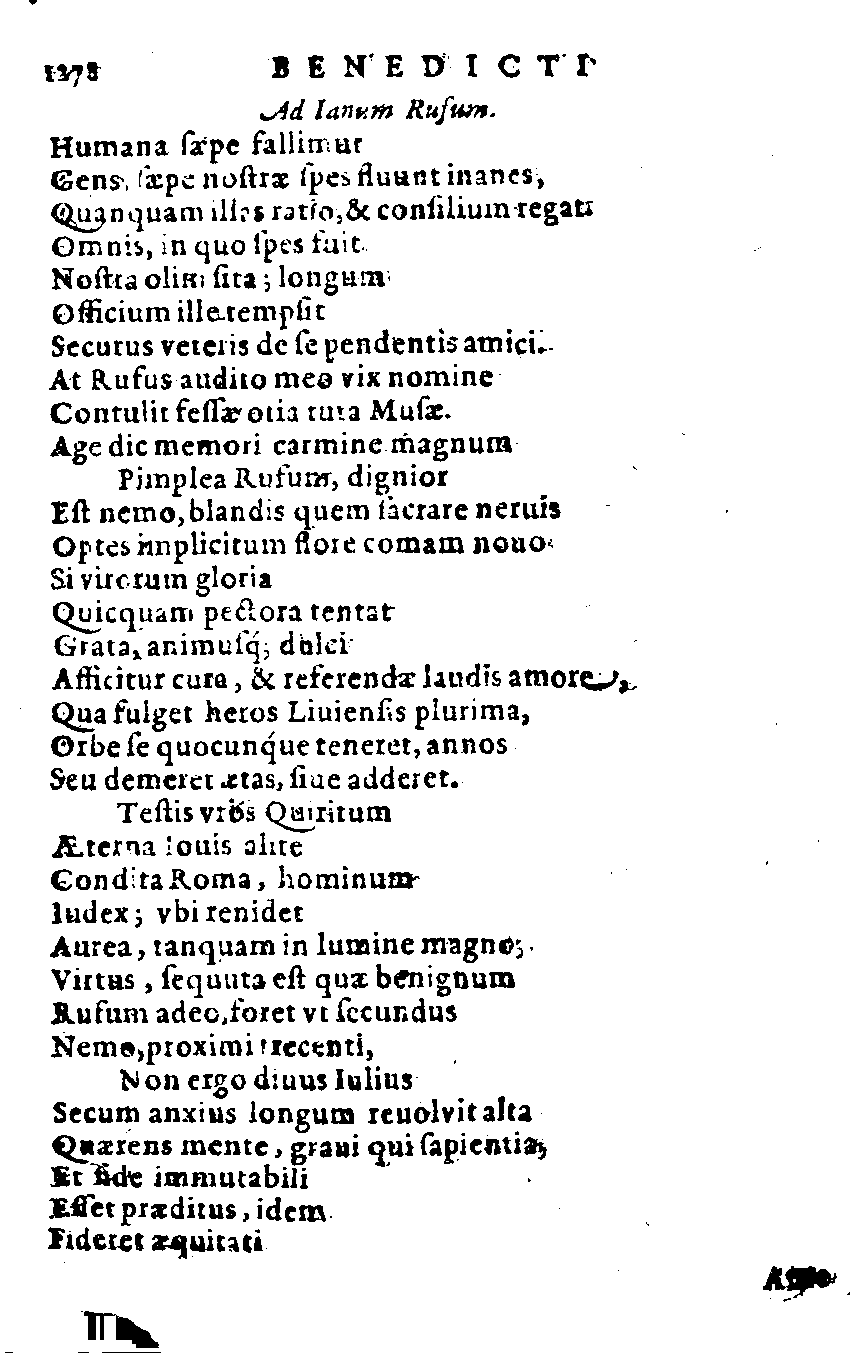 1278 BENEDICTI
Ad Ianum Rufum.
Humana sæpe fallimur
Gens, sæpe nostræ spes fluunt inanes,
Quanquam illas ratio, & consilium regat:
Omnis, in quo spes fuit
Nostra olim sita; longum
Officium ille tempsit
Securus veteris de se pendentis amici.
At Rufus audito meo vix nomine
Contulit fessæ otia tuta Musæ.
Age dic memori carmine magnum
Pimplea Rufum, dignior
Est nemo, blandis quem sacrare neruis
Optes implicitum flore comam nouo.
Si virorum gloria
Quicquam pectora tentat
Grata, animusq́; dulci
Afficitur cura, & referendæ laudis amore,
Qua fulget heros Liuiensis plurima,
Orbe se quocunq́ue teneret, annos
Seu demeret ætas, siue adderet.
Testis vrbs Quiritum
Æterna Iouis alite
Condita Roma, hominum
Iudex; vbi renidet
Aurea, tanquam in lumine magno;
Virtus, sequuta est quæ benignum
Rufum adeo, foret vt secundus
Nemo, proximi trecenti,
Non ergo diuus Iulius
Secum anxius longum reuolvit alta
Quærens mente, graui qui sapientia,
Et fide immutabili
Esset præditus, idem
Fideret æquitati